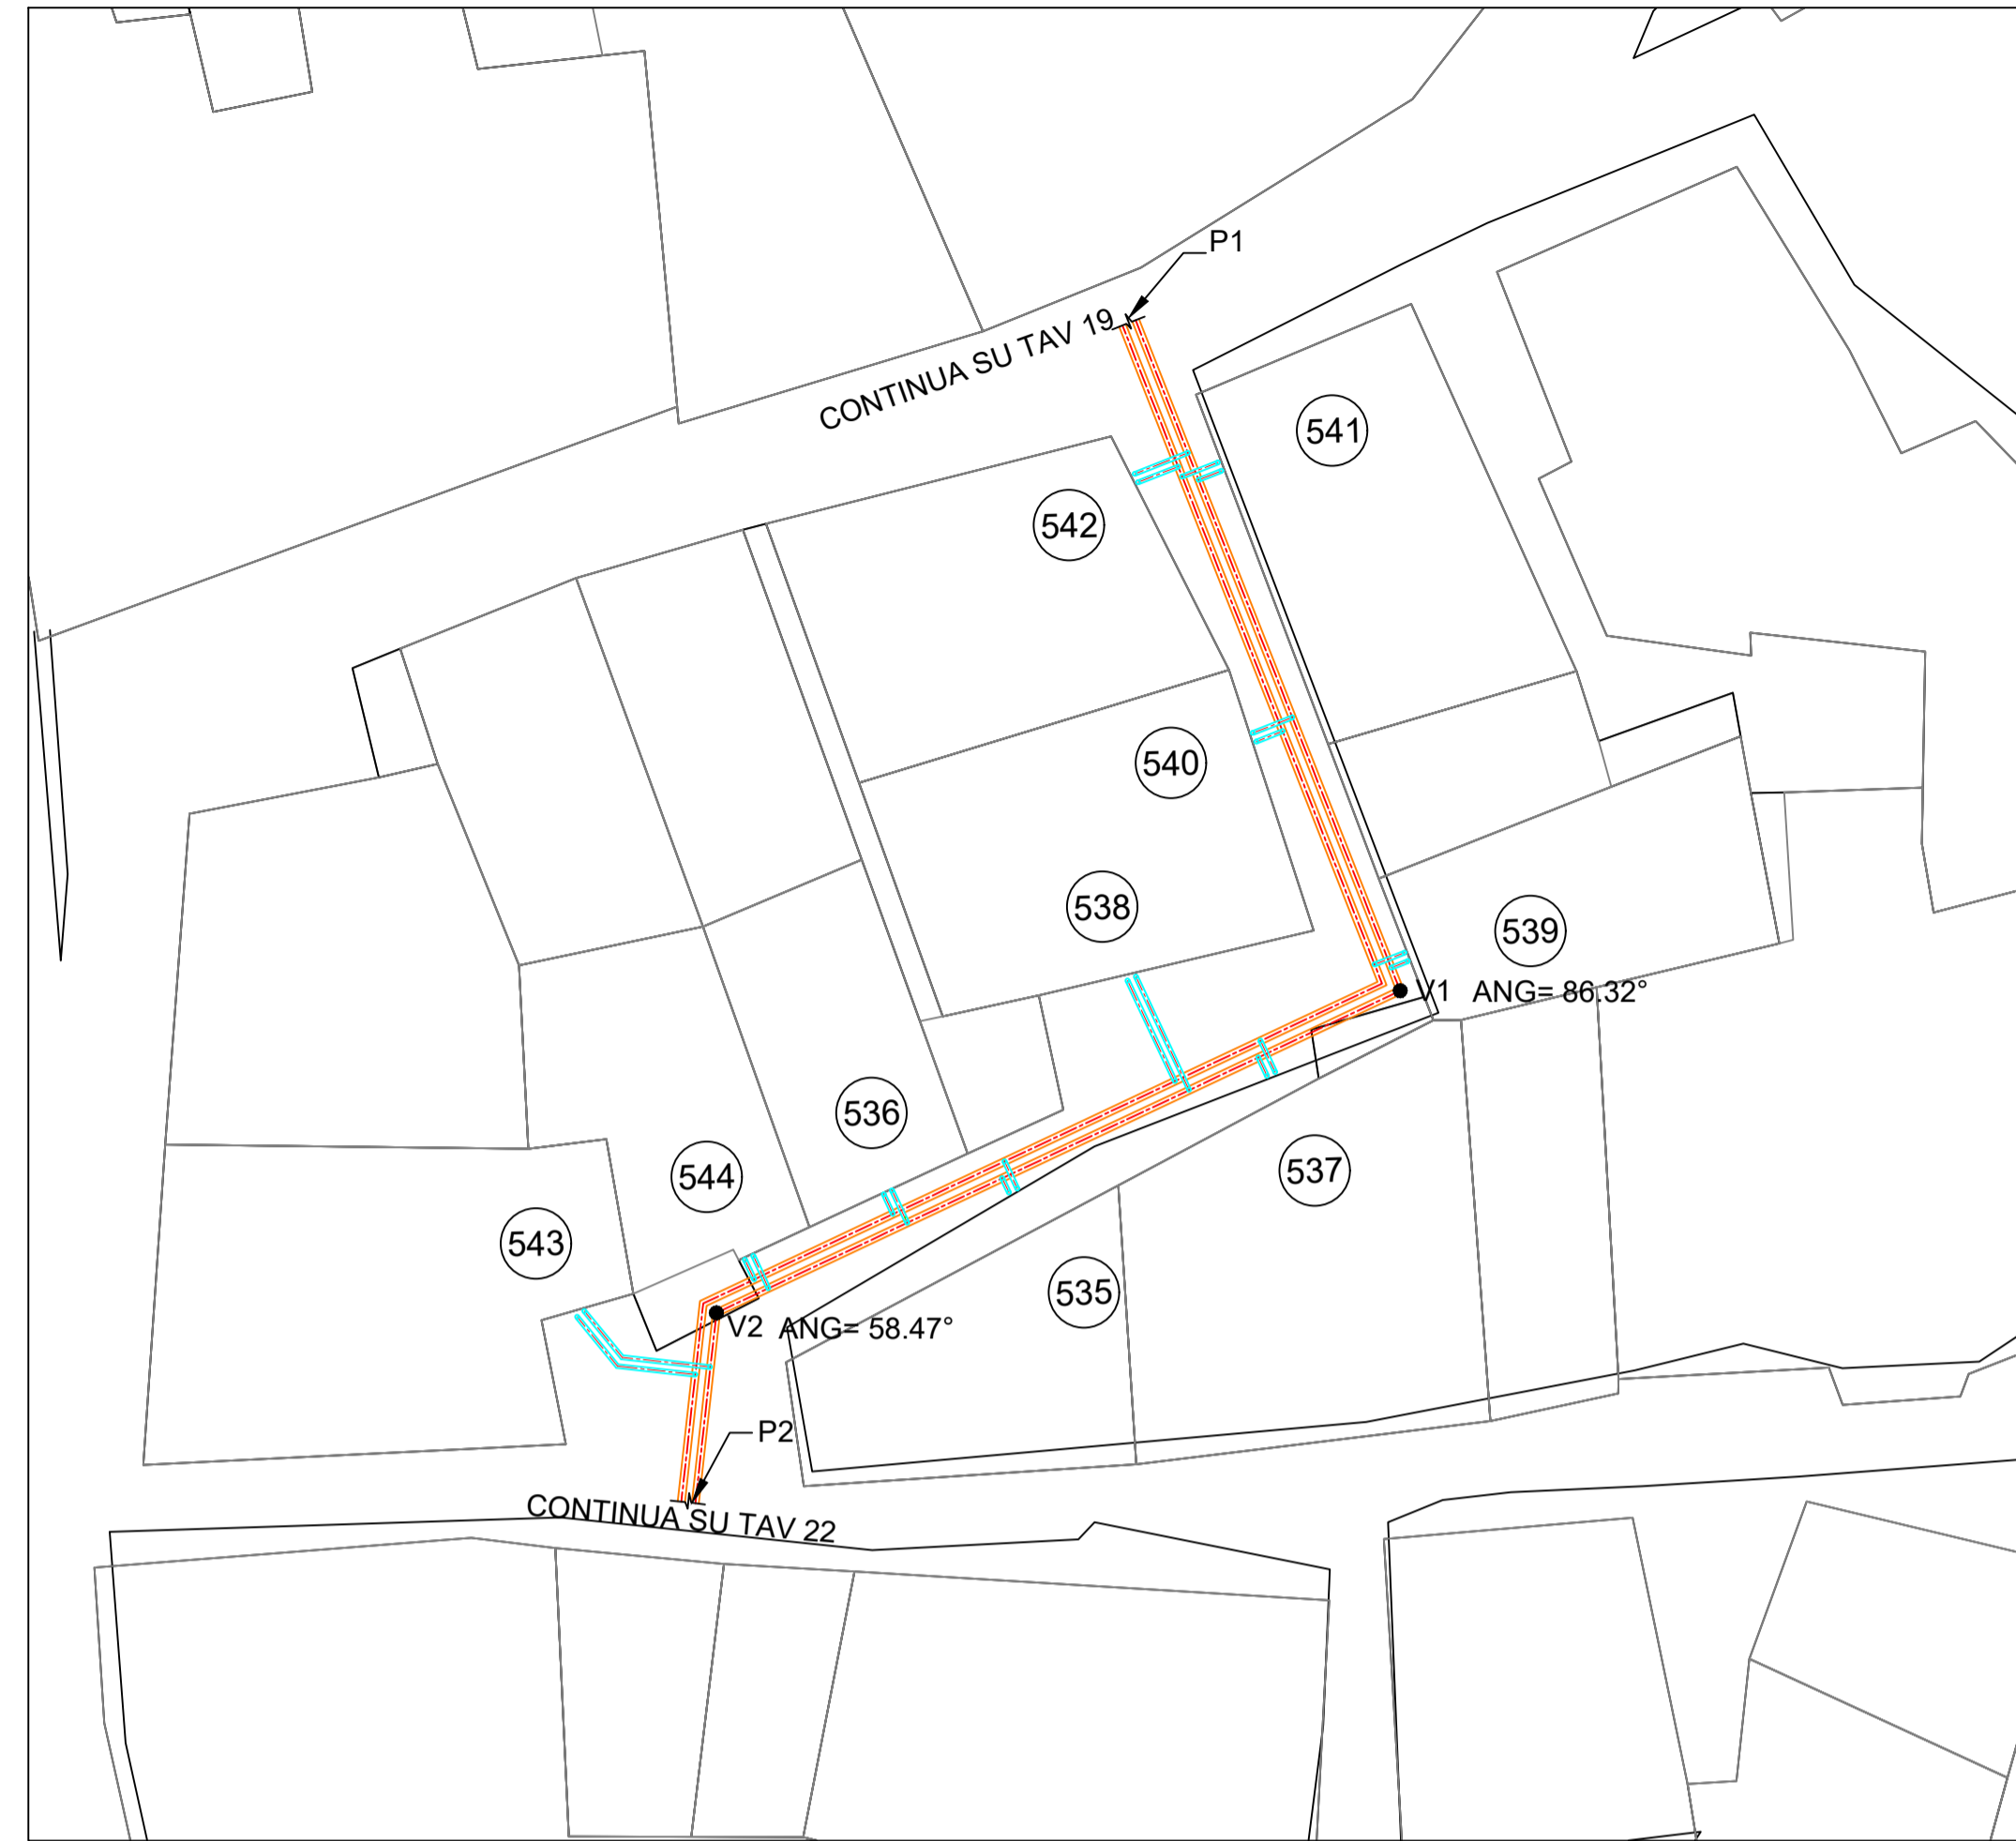 P1
CONTINUA SU TAV 19
541
542
540
538
539
V1 ANG= 86.32°
536
544
537
543
535
V2 ANG= 58.47°
P2
CONTINUA SU TAV 22